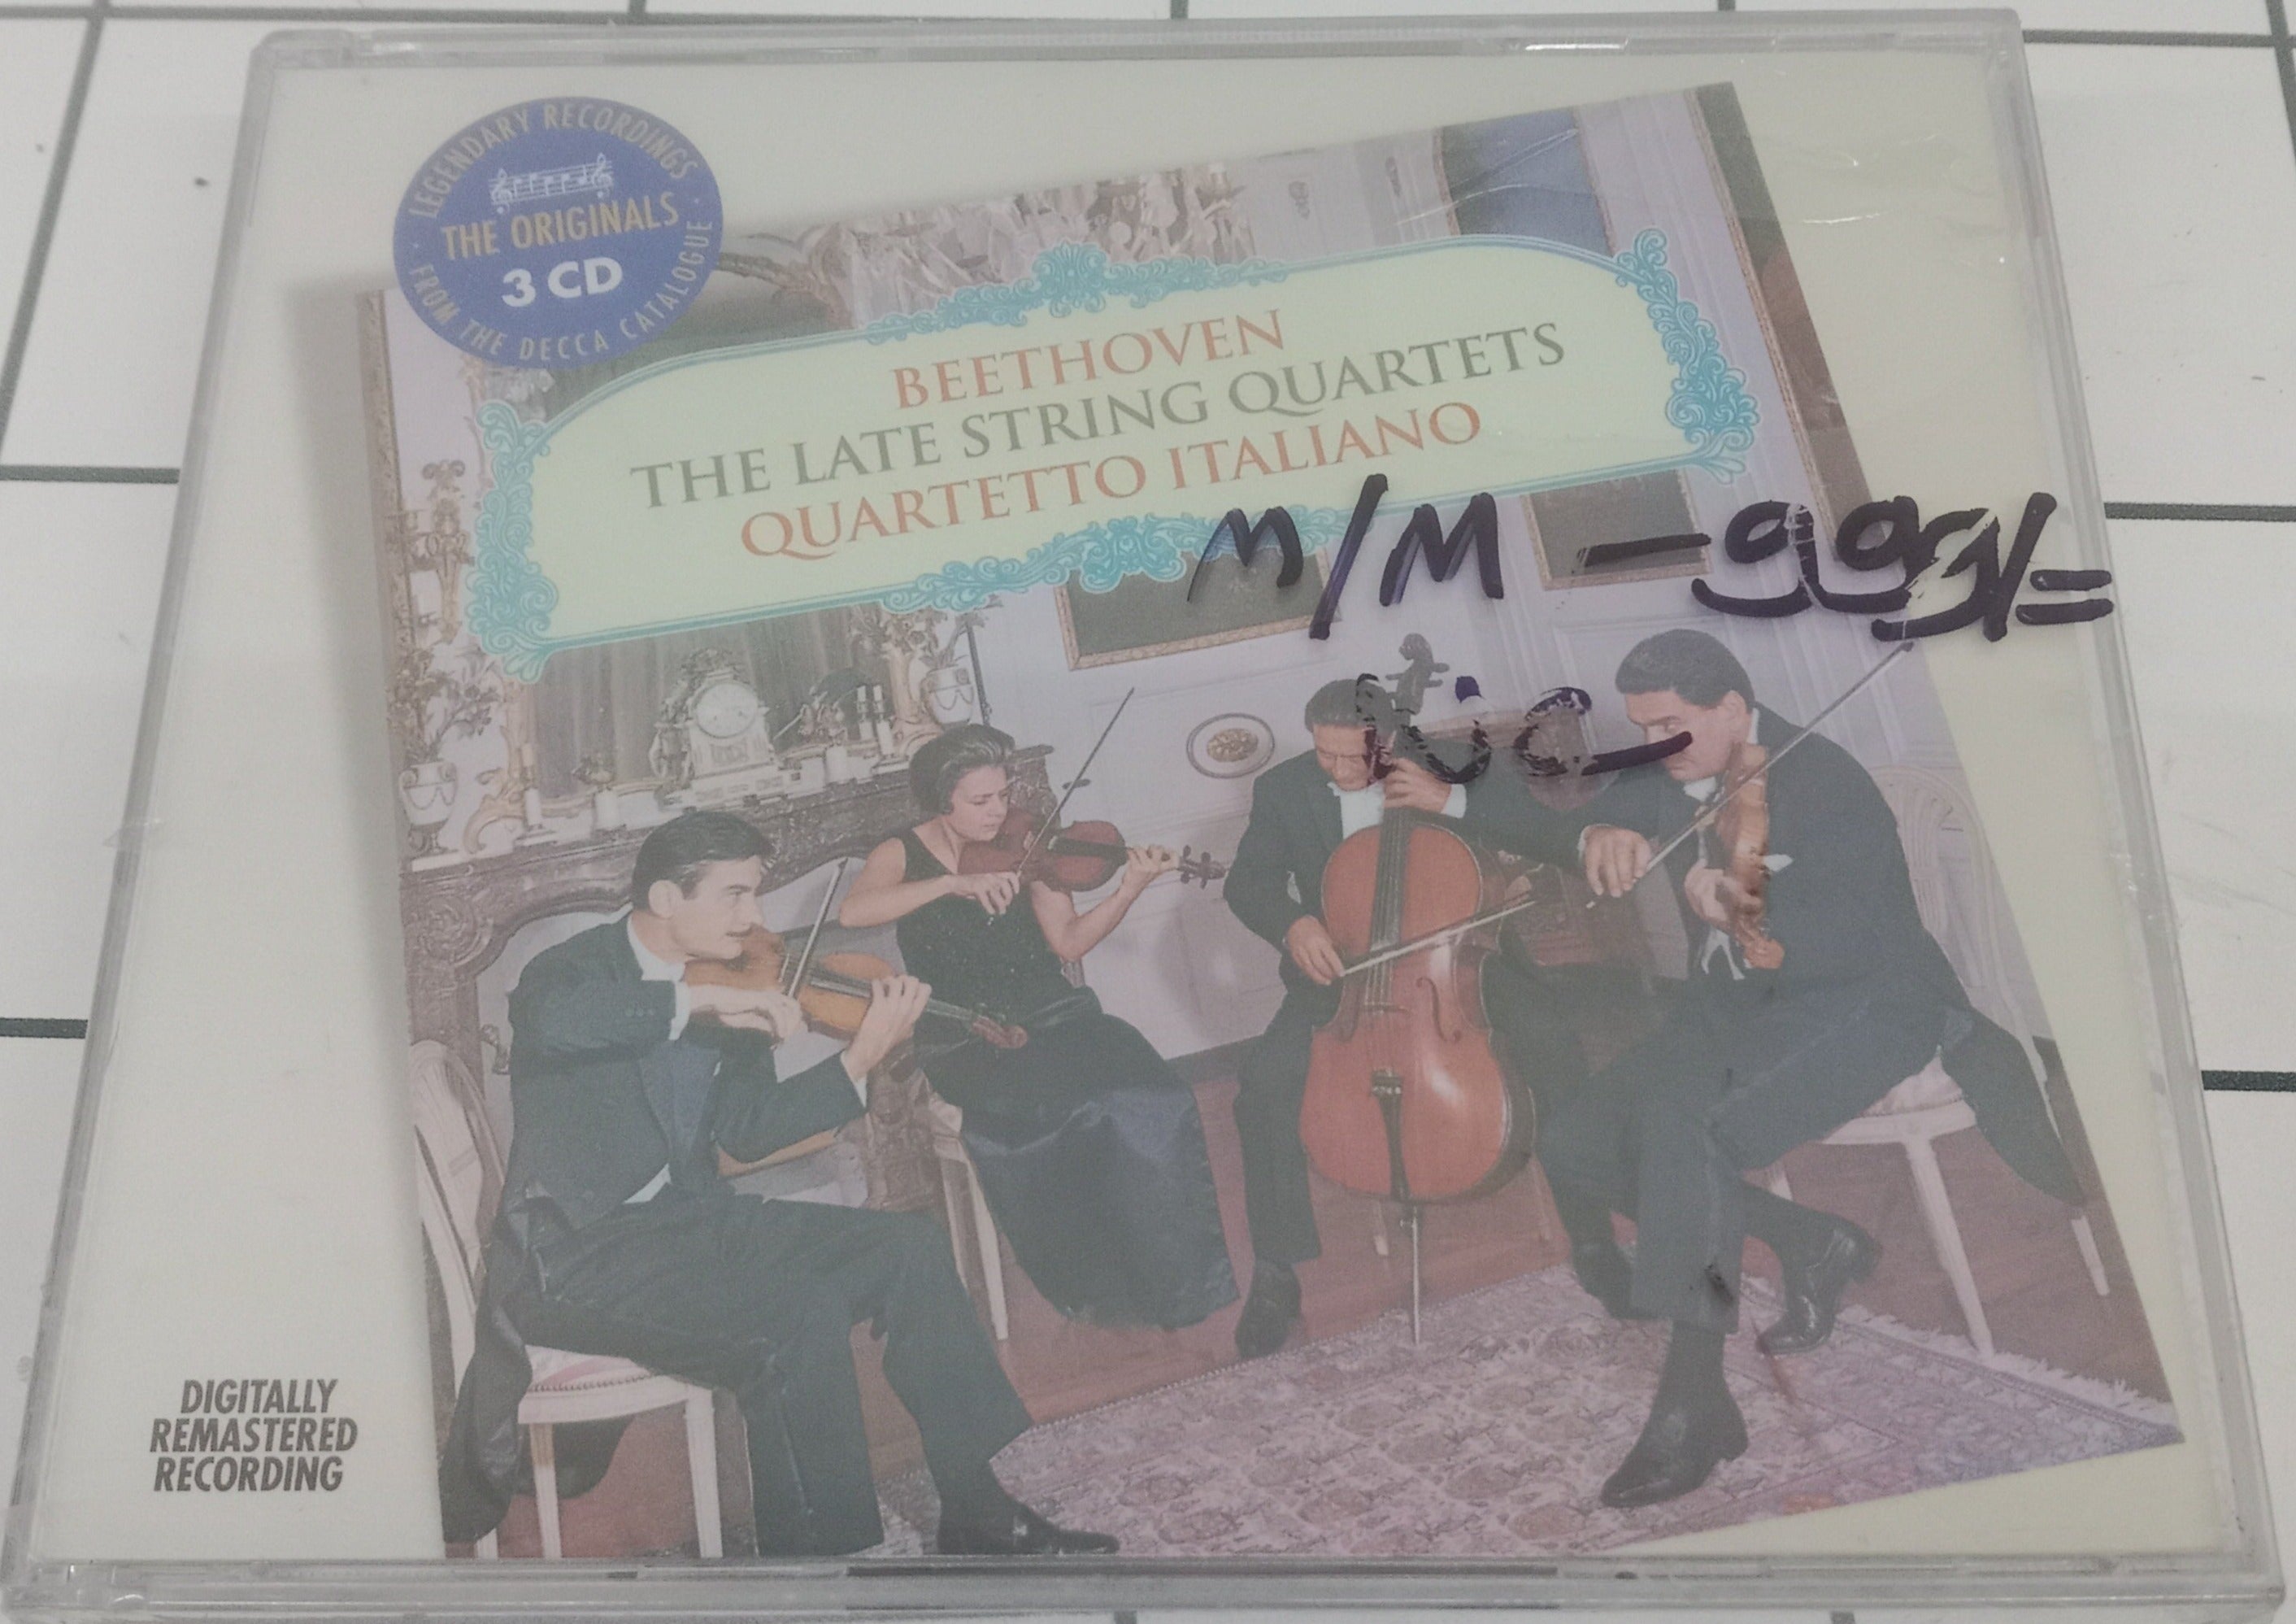 LEGENDARY RECORDINGS
THE ORIGINALS
3 CD
FROM THE DECCA CATALOGUE
BEETHOVEN
THE LATE STRING QUARTETS
QUARTETTO ITALIANO
M/M -
DIGITALLY
REMASTERED
RECORDING